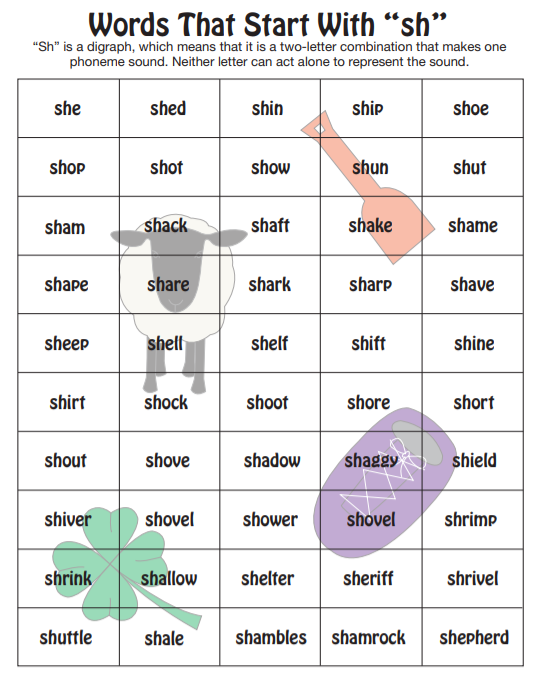 Words That Start With “sh”
“Sh” is a digraph, which means that it is a two-letter combination that makes one
phoneme sound. Neither letter can act alone to represent the sound.
she shed shin ship shoe
shop shot show shun shut
sham shack shaft shake shame
shape share shark sharp shave
sheep shell shelf shift shine
shirt shock shoot shore short
shout shove shadow shaggy shield
shiver shovel shower shovel shrimp
shrink shallow shelter sheriff shrivel
shuttle shale shambles shamrock shepherd